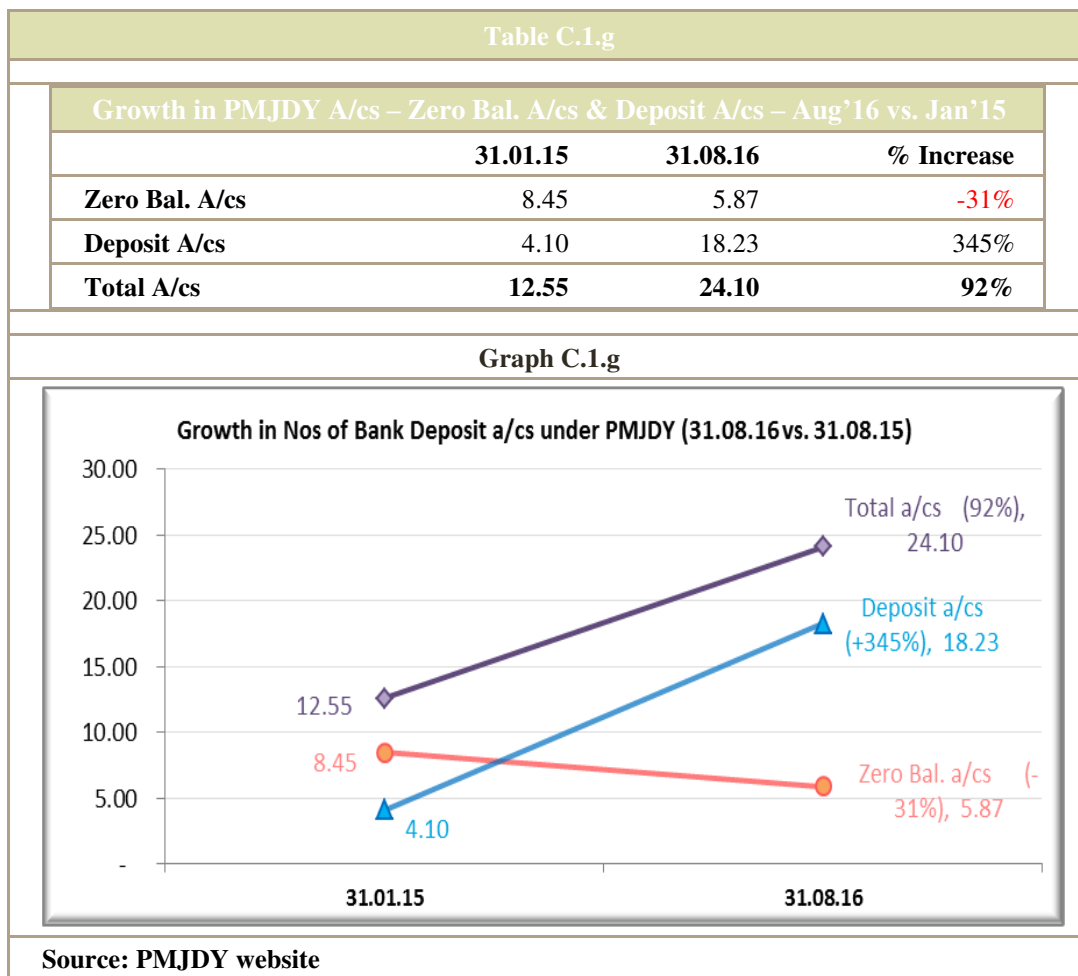 Table C.1.g
Growth in PMJDY A/cs – Zero Bal. A/cs & Deposit A/cs – Aug’16 vs. Jan’15
31.01.15 31.08.16 % Increase
Zero Bal. A/cs 8.45 5.87 -31%
Deposit A/cs 4.10 18.23 345%
Total A/cs 12.55 24.10 92%
Graph C.1.g
Growth in Nos of Bank Deposit a/cs under PMJDY (31.08.16 vs. 31.08.15)
30.00
25.00
20.00
15.00
10.00
5.00
-
Total a/cs (92%),
24.10
Deposit a/cs
(+345%), 18.23
12.55
8.45
Zero Bal. a/cs (-
31%), 5.87
4.10
31.01.15 31.08.16
Source: PMJDY website